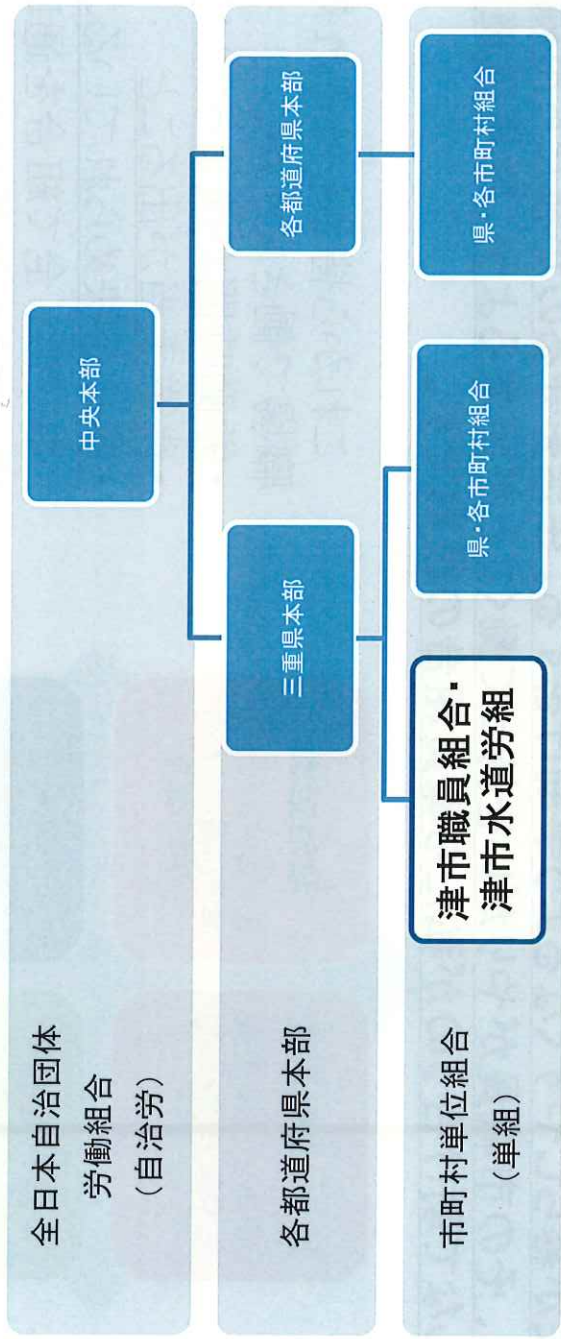 全日本自治団体
労働組合
（自治労）
中央本部
各都道府県本部
三重県本部
各都道府県本部
市町村単位組合
（単組）
津市職員組合・
津市水道労組
県・各市町村組合
県・各市町村組合